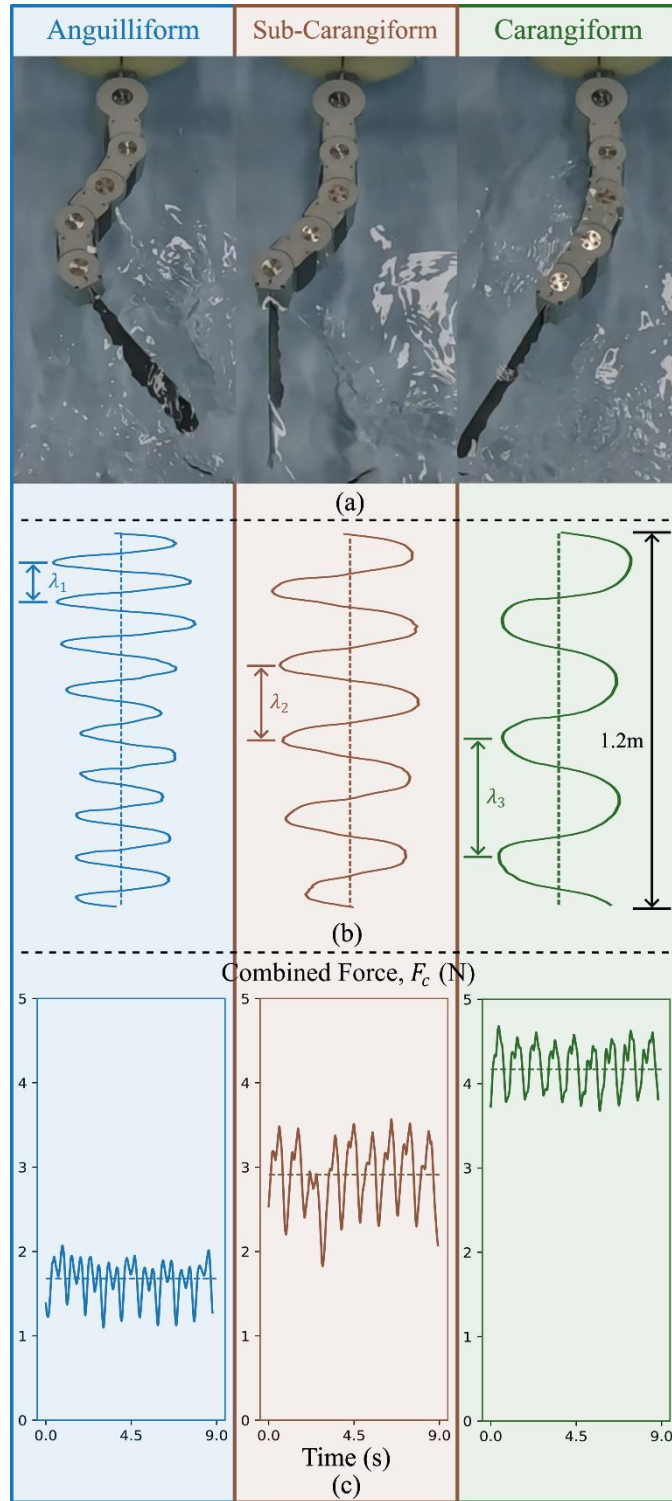 Anguilliform Sub-Carangiform Carangiform
(a)
λ₁
λ₂
λ₃
1.2m
(b)
Combined Force, F_c (N)
5 5 5
4 4 4
3 3 3
2 2 2
1 1 1
0 0 0
0.0 4.5 9.0 0.0 4.5 9.0 0.0 4.5 9.0
Time (s)
(c)